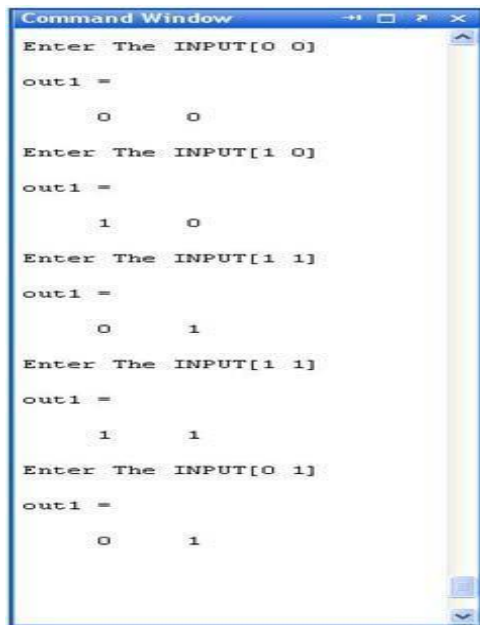 Command Window
Enter The INPUT[0 0]
out1 =
0 0
Enter The INPUT[1 0]
out1 =
1 0
Enter The INPUT[1 1]
out1 =
0 1
Enter The INPUT[1 1]
out1 =
1 1
Enter The INPUT[0 1]
out1 =
0 1